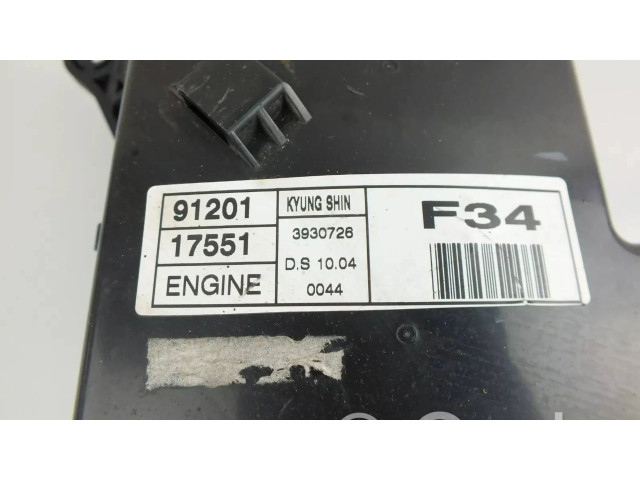 91201
17551
ENGINE
KYUNG SHIN
3930726
D.S 10.04
0044
F34